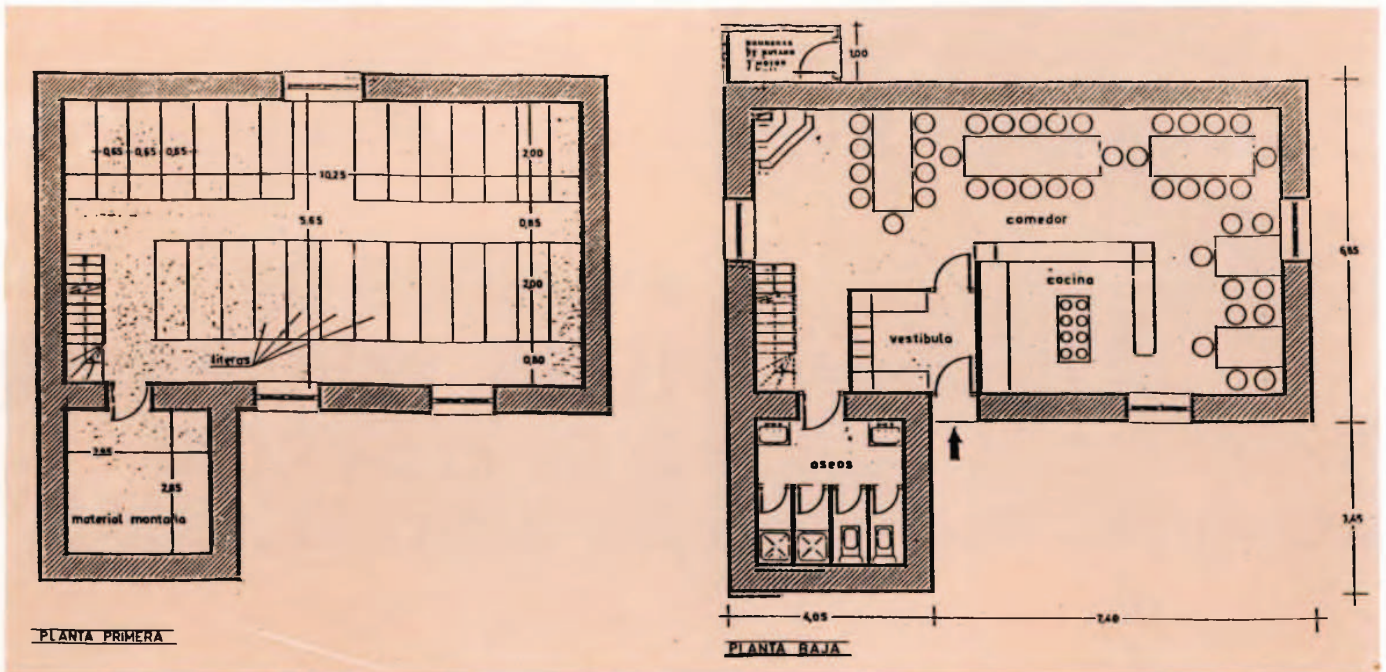 0,65
0,65
0,65
2,00
10,25
5,65
0,85
2,00
literas
0,80
2,85
2,85
material montaña
PLANTA PRIMERA
1,00
comedor
6,65
cocina
vestibulo
aseos
3,45
4,05
7,40
PLANTA BAJA